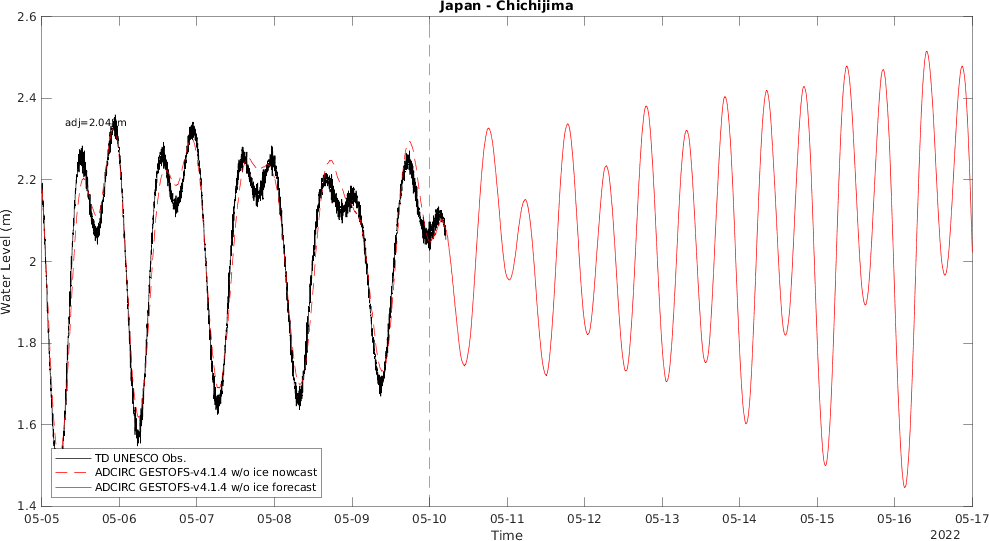 Japan - Chichijima
2.6
2.4
2.2
2
1.8
1.6
1.4
Water Level (m)
TD UNESCO Obs.
ADCIRC GESTOFS-v4.1.4 w/o ice nowcast
ADCIRC GESTOFS-v4.1.4 w/o ice forecast
05-05 05-06 05-07 05-08 05-09 05-10 05-11 05-12 05-13 05-14 05-15 05-16 05-17
Time
2022